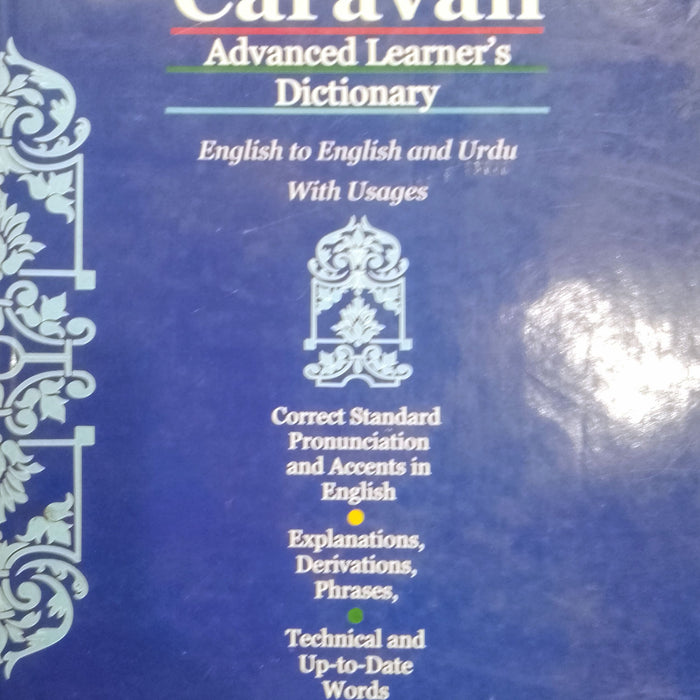 Caravan
Advanced Learner's
Dictionary
English to English and Urdu
With Usages
Correct Standard
Pronunciation
and Accents in
English
Explanations,
Derivations,
Phrases,
Technical and
Up-to-Date
Words